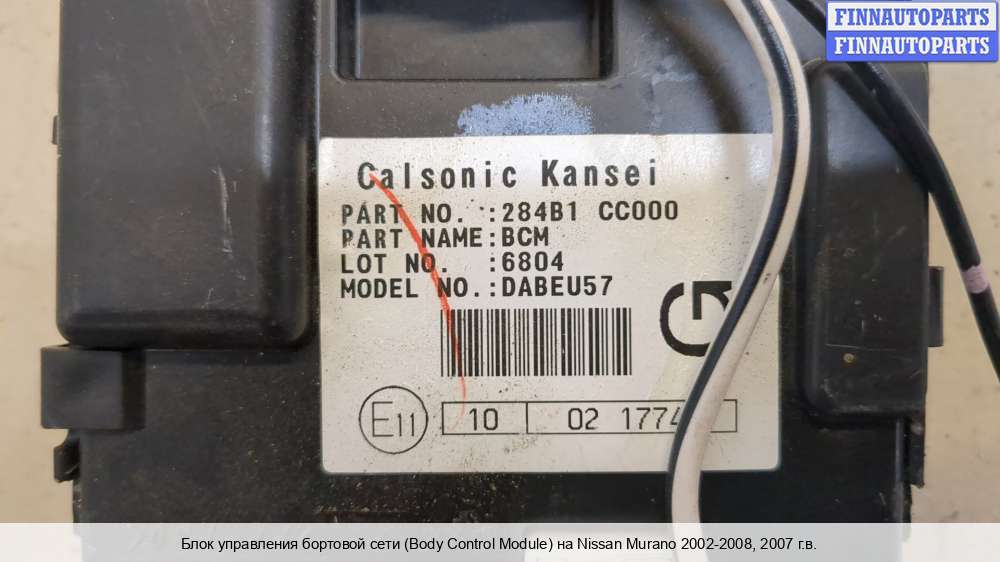 FINNAUTOPARTS
FINNAUTOPARTS
Calsonic Kansei
PART NO. :284B1 CC000
PART NAME:BCM
LOT NO. :6804
MODEL NO.:DABEU57
E11 10 02
Блок управления бортовой сети (Body Control Module) на Nissan Murano 2002-2008, 2007 г.в.